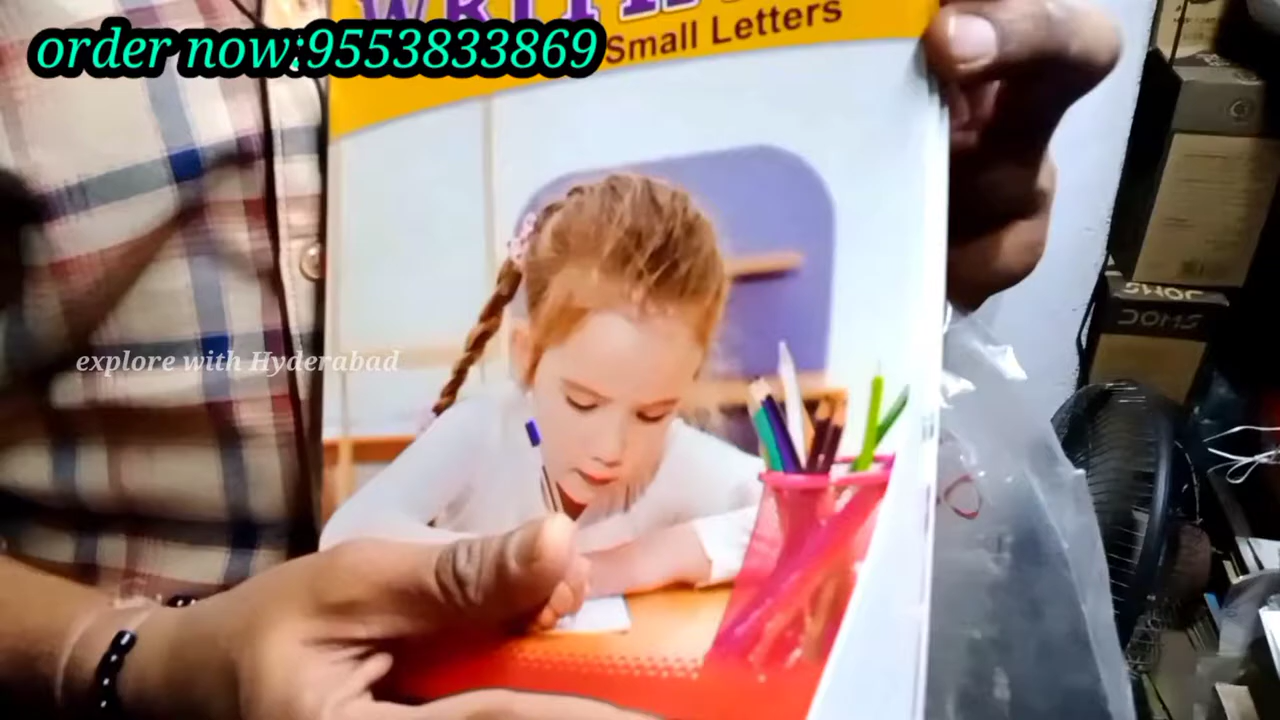 order now:9553833869
Small Letters
explore with Hyderabad
DOMS
DOMS